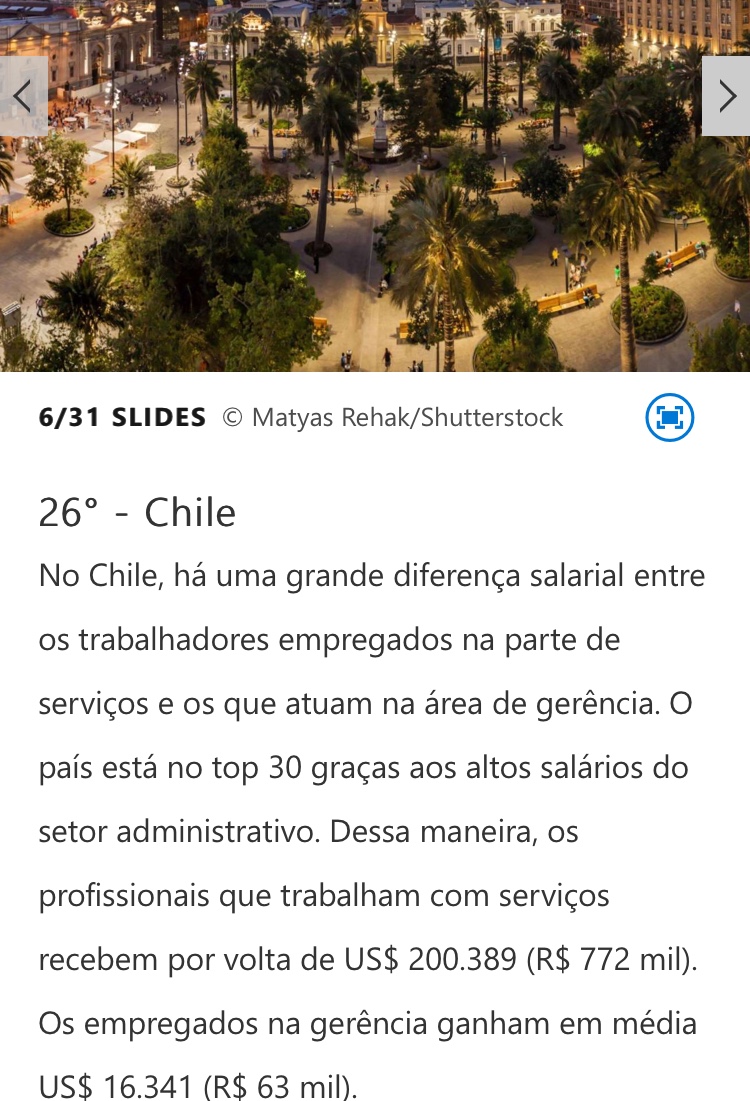 6/31 SLIDES © Matyas Rehak/Shutterstock
26° - Chile
No Chile, há uma grande diferença salarial entre
os trabalhadores empregados na parte de
serviços e os que atuam na área de gerência. O
país está no top 30 graças aos altos salários do
setor administrativo. Dessa maneira, os
profissionais que trabalham com serviços
recebem por volta de US$ 200.389 (R$ 772 mil).
Os empregados na gerência ganham em média
US$ 16.341 (R$ 63 mil).